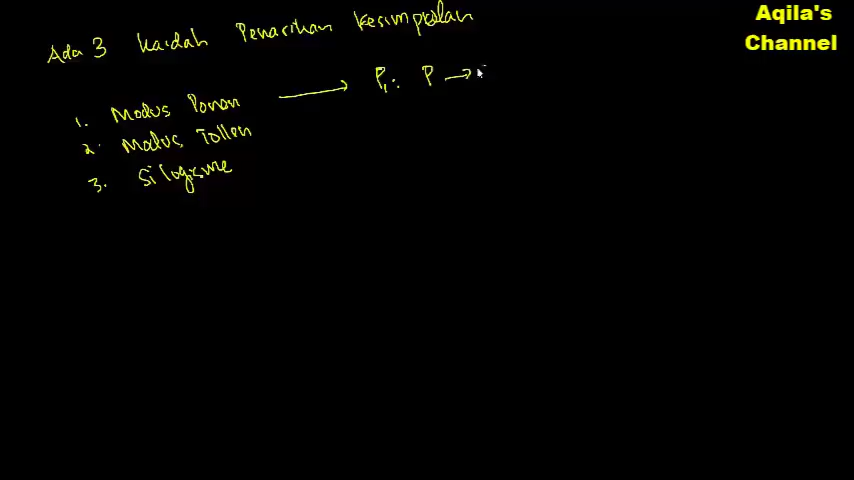 Ada 3 Kaidah Penarikan Kesimpulan
1. Modus Ponen → P1: P →
2. Modus Tollen
3. Silogisme
Aqila's
Channel